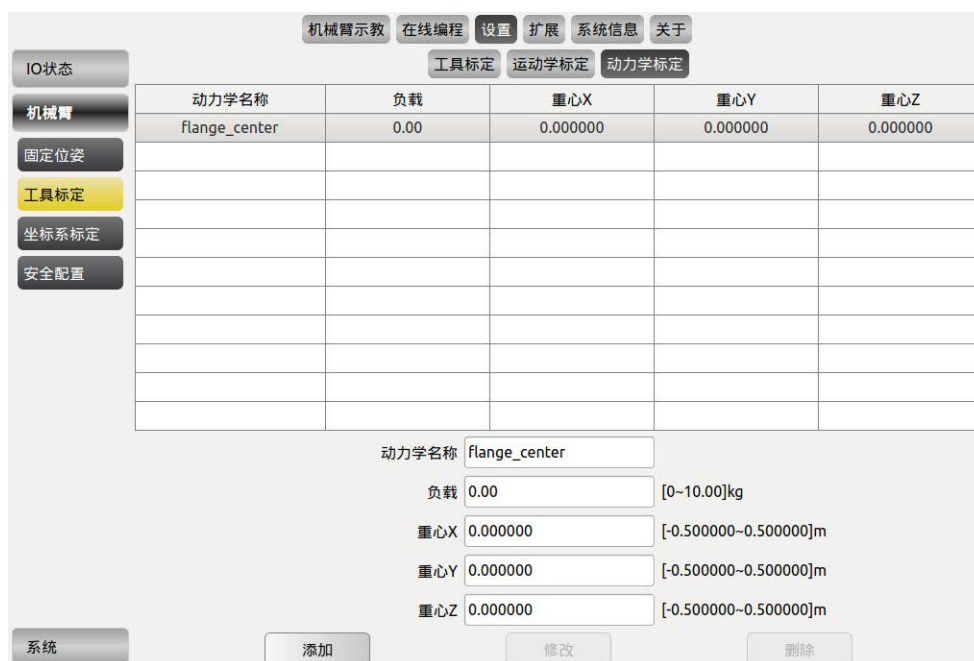 机械臂示教 在线编程 设置 扩展 系统信息 关于
工具标定 运动学标定 动力学标定
IO状态
机械臂
固定位姿
工具标定
坐标系标定
安全配置
动力学名称 负载 重心X 重心Y 重心Z
flange_center 0.00 0.000000 0.000000 0.000000
动力学名称 flange_center
负载 0.00 [0~10.00]kg
重心X 0.000000 [-0.500000~0.500000]m
重心Y 0.000000 [-0.500000~0.500000]m
重心Z 0.000000 [-0.500000~0.500000]m
系统
添加 修改 删除